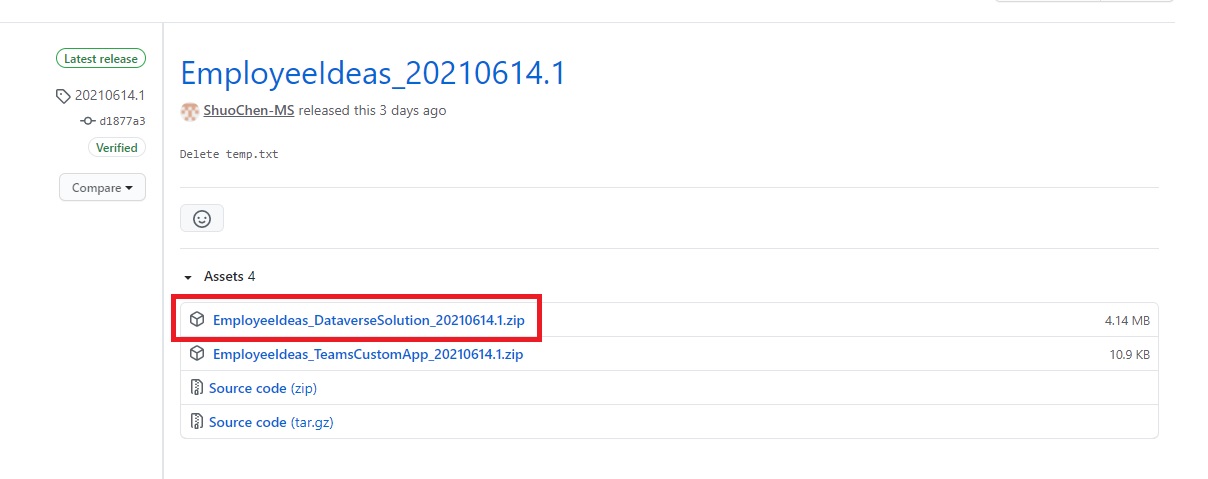 Latest release
20210614.1
d1877a3
Verified
Compare
EmployeeIdeas_20210614.1
ShuoChen-MS released this 3 days ago
Delete temp.txt
Assets 4
EmployeeIdeas_DataverseSolution_20210614.1.zip 4.14 MB
EmployeeIdeas_TeamsCustomApp_20210614.1.zip 10.9 KB
Source code (zip)
Source code (tar.gz)